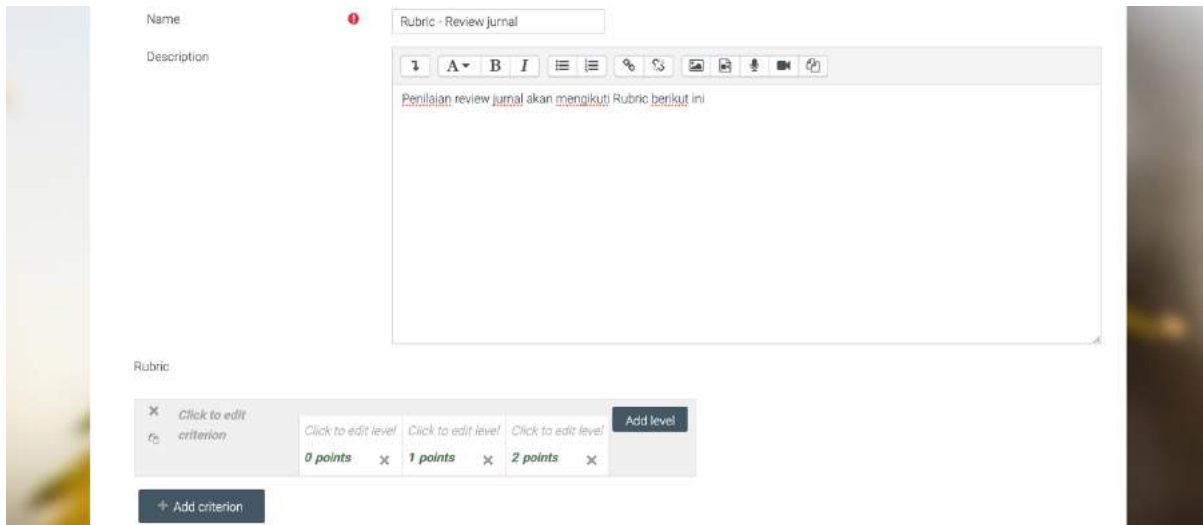 Name
Rubric - Review jurnal
Description
A B I
Penilaian review jurnal akan mengikuti Rubric berikut ini
Rubric
Click to edit criterion
Click to edit level Click to edit level Click to edit level
0 points 1 points 2 points
Add level
+ Add criterion